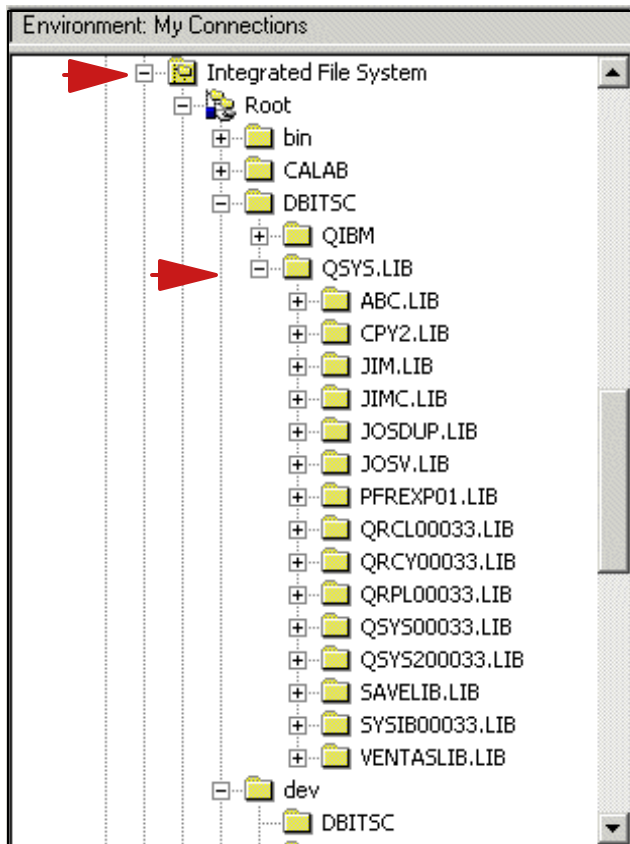 Environment: My Connections
Integrated File System
Root
bin
CALAB
DBITSC
QIBM
QSYS.LIB
ABC.LIB
CPY2.LIB
JIM.LIB
JIMC.LIB
JOSDUP.LIB
JOSV.LIB
PFREXP01.LIB
QRCL00033.LIB
QRCY00033.LIB
QRPL00033.LIB
QSYS00033.LIB
QSYS200033.LIB
SAVELIB.LIB
SYSIB00033.LIB
VENTASLIB.LIB
dev
DBITSC